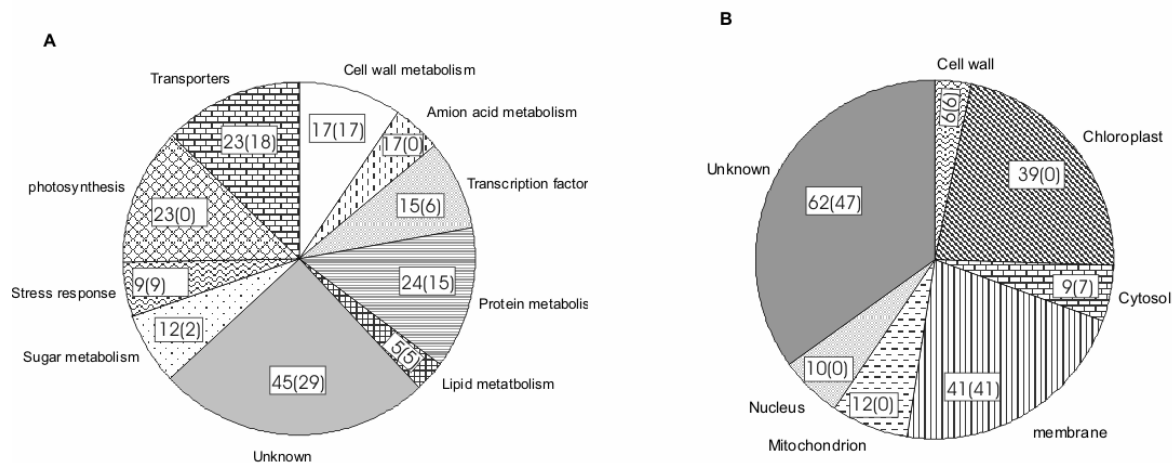 A
Transporters
Cell wall metabolism
Amion acid metabolism
Transcription factor
Protein metabolis
Lipid metatbolism
Unknown
Sugar metabolism
Stress response
photosynthesis
23(18)
17(17)
17(0)
15(6)
24(15)
5(5)
45(29)
12(2)
9(9)
23(0)
B
Cell wall
Chloroplast
Cytosol
membrane
Mitochondrion
Nucleus
Unknown
6(6)
39(0)
9(7)
41(41)
12(0)
10(0)
62(47)